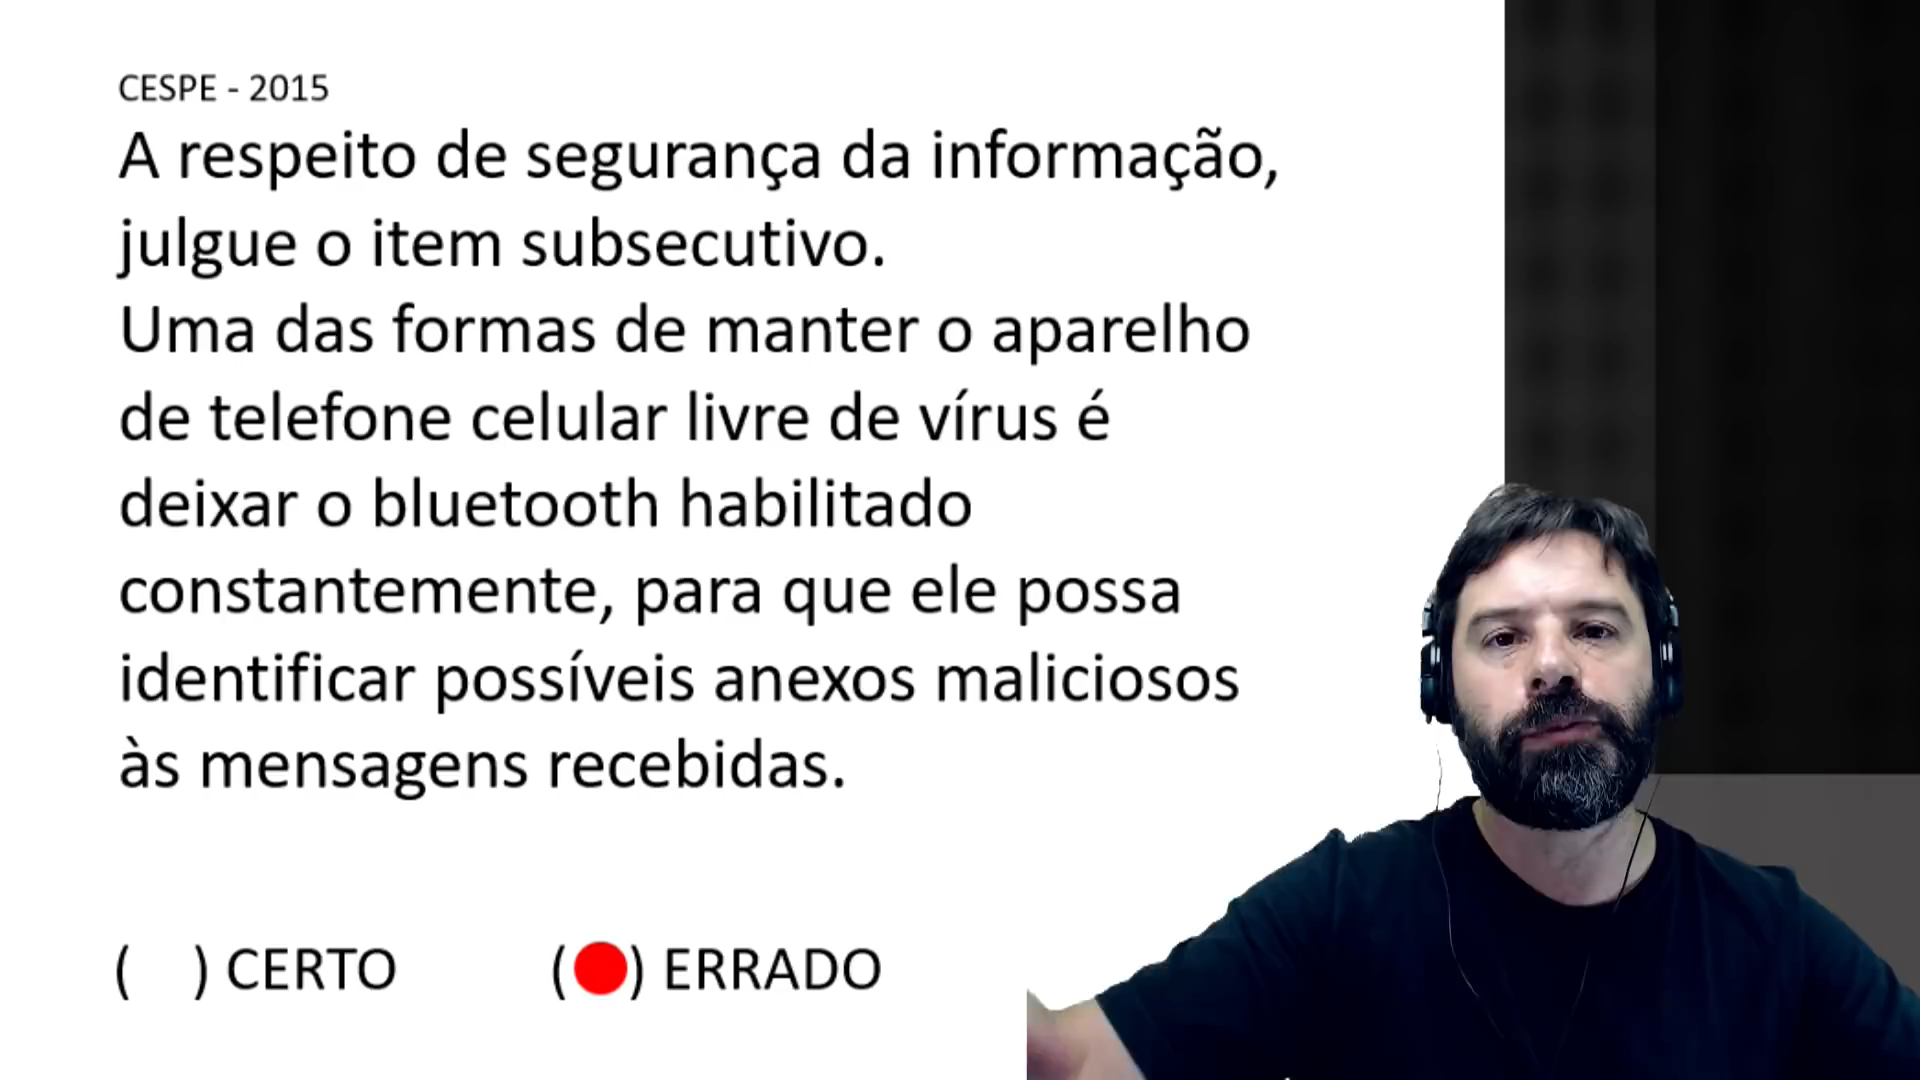 CESPE - 2015
A respeito de segurança da informação,
julgue o item subsecutivo.
Uma das formas de manter o aparelho
de telefone celular livre de vírus é
deixar o bluetooth habilitado
constantemente, para que ele possa
identificar possíveis anexos maliciosos
às mensagens recebidas.
( ) CERTO ( ) ERRADO